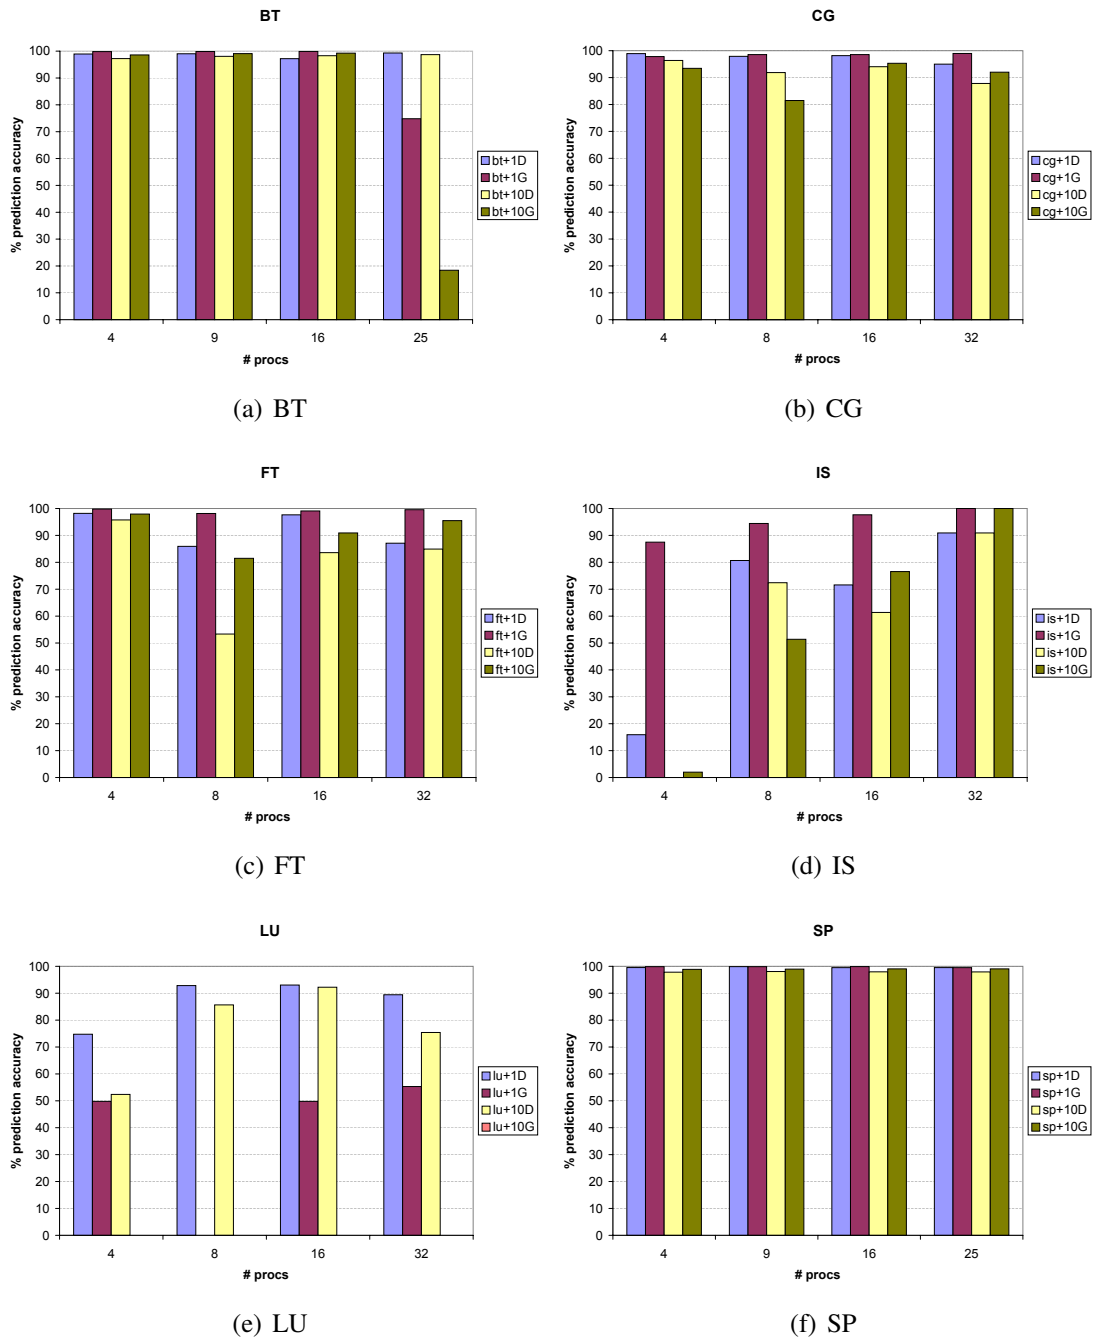 BT
% prediction accuracy
100
90
80
70
60
50
40
30
20
10
0
4 9 16 25
# procs
bt+1D
bt+1G
bt+10D
bt+10G
(a) BT
CG
% prediction accuracy
100
90
80
70
60
50
40
30
20
10
0
4 8 16 32
# procs
cg+1D
cg+1G
cg+10D
cg+10G
(b) CG
FT
% prediction accuracy
100
90
80
70
60
50
40
30
20
10
0
4 8 16 32
# procs
ft+1D
ft+1G
ft+10D
ft+10G
(c) FT
IS
% prediction accuracy
100
90
80
70
60
50
40
30
20
10
0
4 8 16 32
# procs
is+1D
is+1G
is+10D
is+10G
(d) IS
LU
% prediction accuracy
100
90
80
70
60
50
40
30
20
10
0
4 8 16 32
# procs
lu+1D
lu+1G
lu+10D
lu+10G
(e) LU
SP
% prediction accuracy
100
90
80
70
60
50
40
30
20
10
0
4 9 16 25
# procs
sp+1D
sp+1G
sp+10D
sp+10G
(f) SP